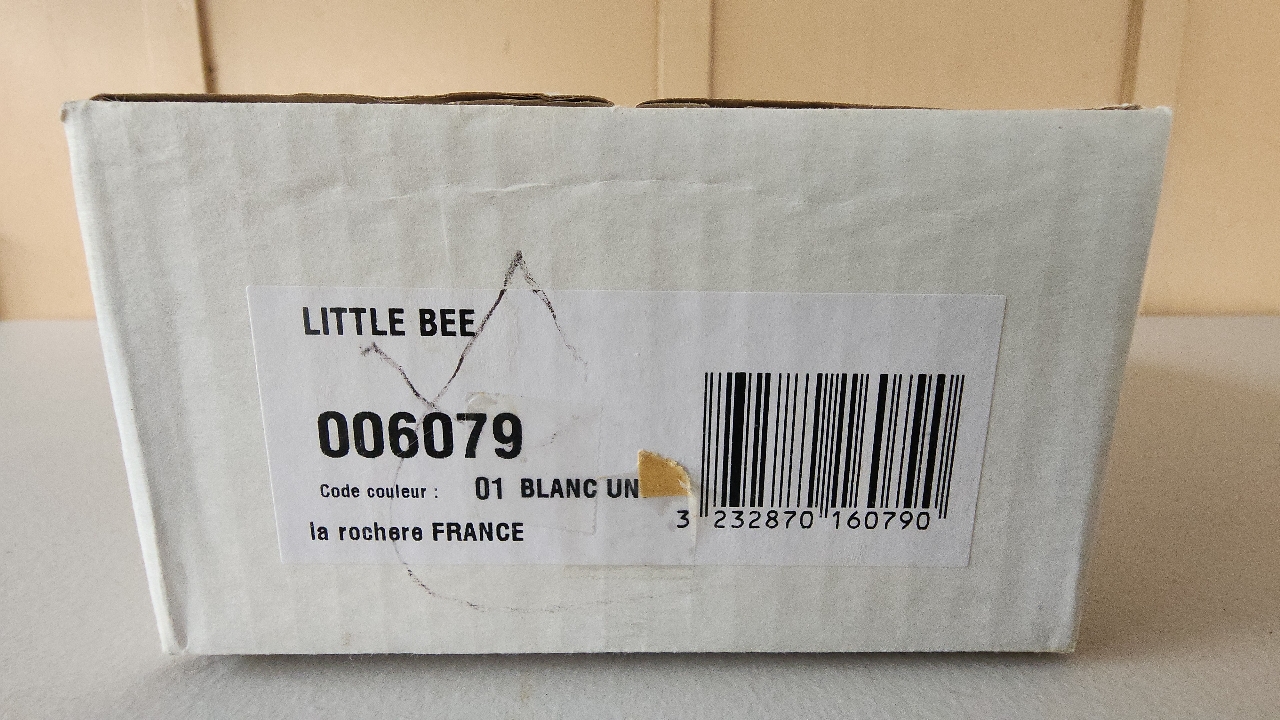 LITTLE BEE
006079
Code couleur : 01 BLANC UN
la rochere FRANCE
3 232870 160790